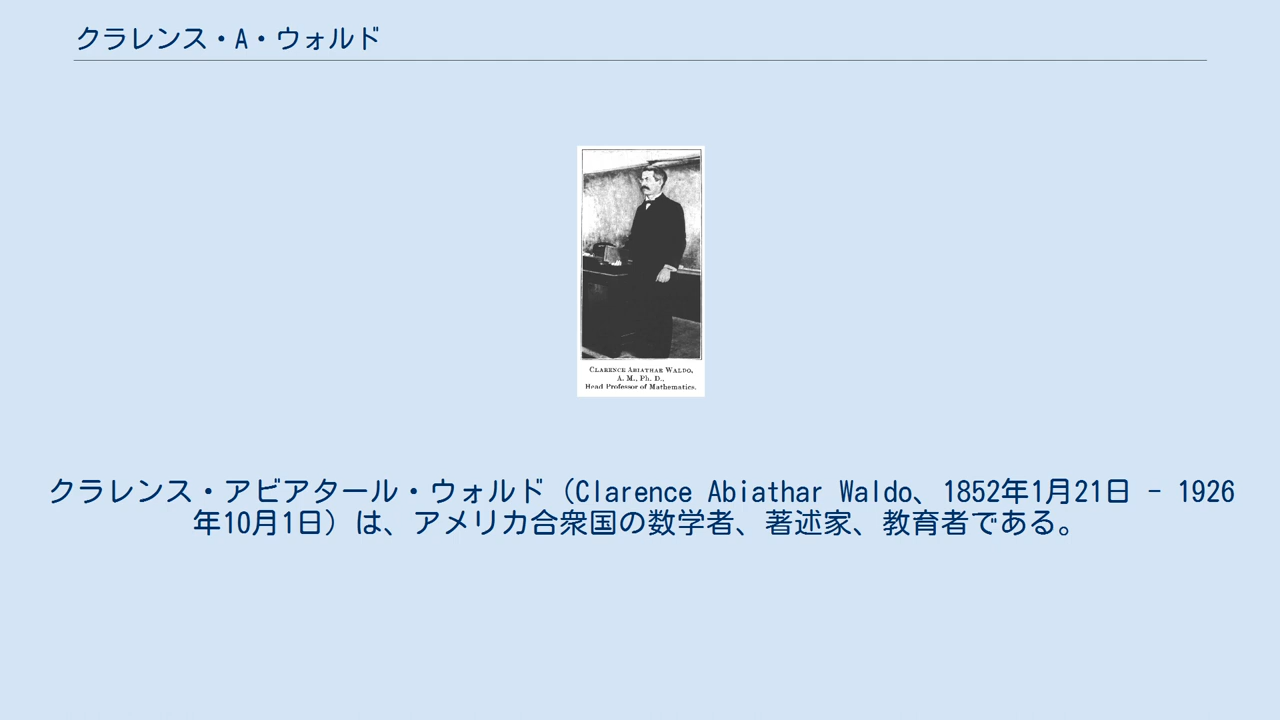 クラレンス・A・ウォルド
CLARENCE ABIATHAR WALDO,
A. M., Ph. D.,
Head Professor of Mathematics.
クラレンス・アビアタール・ウォルド（Clarence Abiathar Waldo、1852年1月21日 - 1926
年10月1日）は、アメリカ合衆国の数学者、著述家、教育者である。